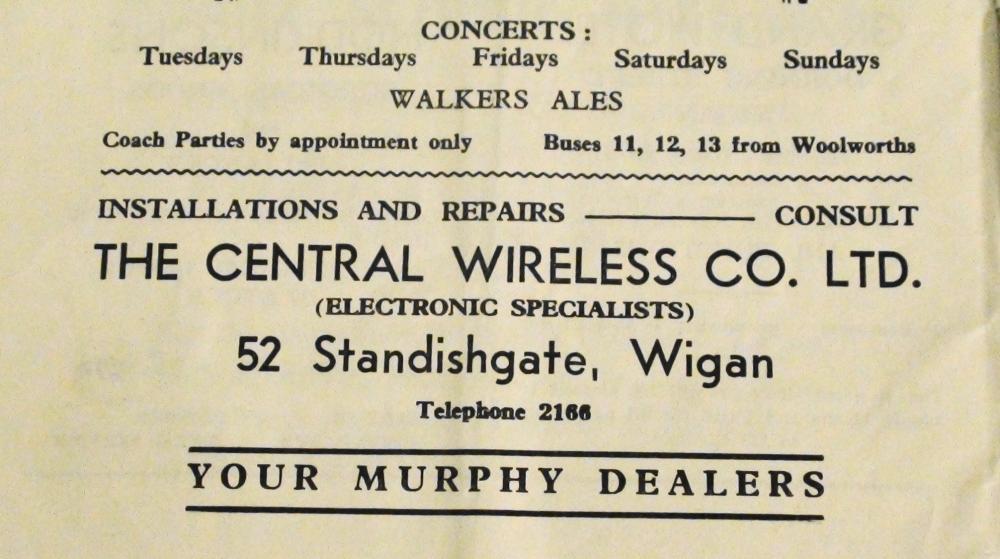 CONCERTS :
Tuesdays Thursdays Fridays Saturdays Sundays
WALKERS ALES
Coach Parties by appointment only Buses 11, 12, 13 from Woolworths
INSTALLATIONS AND REPAIRS ———— CONSULT
THE CENTRAL WIRELESS CO. LTD.
(ELECTRONIC SPECIALISTS)
52 Standishgate, Wigan
Telephone 2166
YOUR MURPHY DEALERS